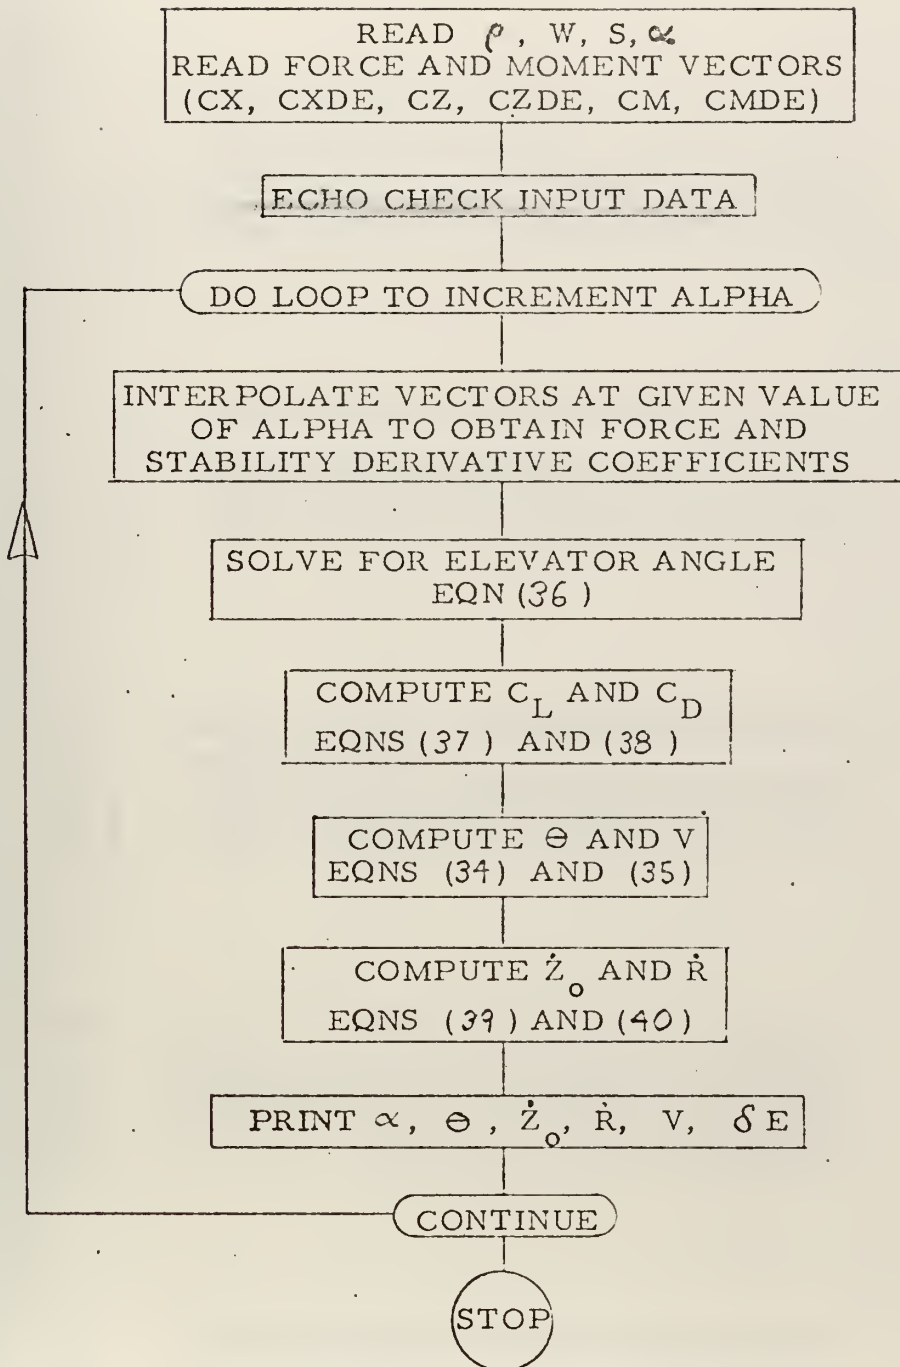 READ ρ, W, S, α
READ FORCE AND MOMENT VECTORS
(CX, CXDE, CZ, CZDE, CM, CMDE)
ECHO CHECK INPUT DATA
DO LOOP TO INCREMENT ALPHA
INTERPOLATE VECTORS AT GIVEN VALUE
OF ALPHA TO OBTAIN FORCE AND
STABILITY DERIVATIVE COEFFICIENTS
SOLVE FOR ELEVATOR ANGLE
EQN (36)
COMPUTE C_L AND C_D
EQNS (37) AND (38)
COMPUTE Θ AND V
EQNS (34) AND (35)
COMPUTE Ż_o AND Ṙ
EQNS (39) AND (40)
PRINT α, Θ, Ż_o, Ṙ, V, δE
CONTINUE
STOP